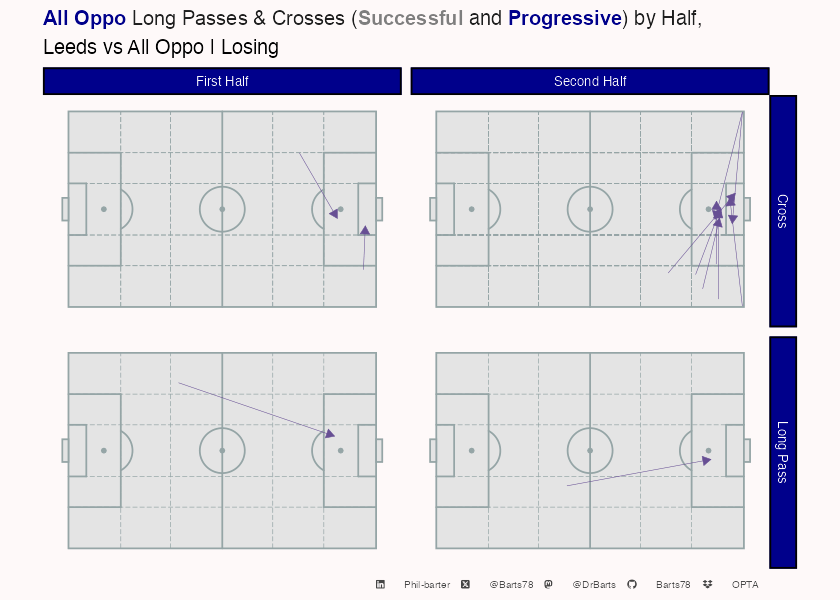 All Oppo Long Passes & Crosses (Successful and Progressive) by Half,
Leeds vs All Oppo | Losing
First Half
Second Half
Cross
Long Pass
Phil-barter @Barts78 @DrBarts Barts78 OPTA